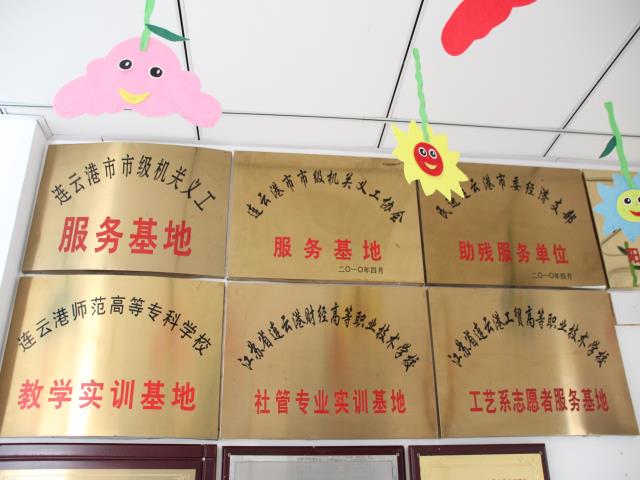 连云港市市级机关义工
服务基地
连云港市市级机关义工协会
服务基地
二〇一〇年四月
云港市委经济支部
助残服务单位
二〇一〇年四月
阳
连云港师范高等专科学校
教学实训基地
江苏省连云港财经高等职业技术学校
社管专业实训基地
江苏省连云港工贸高等职业技术学校
工艺系志愿者服务基地